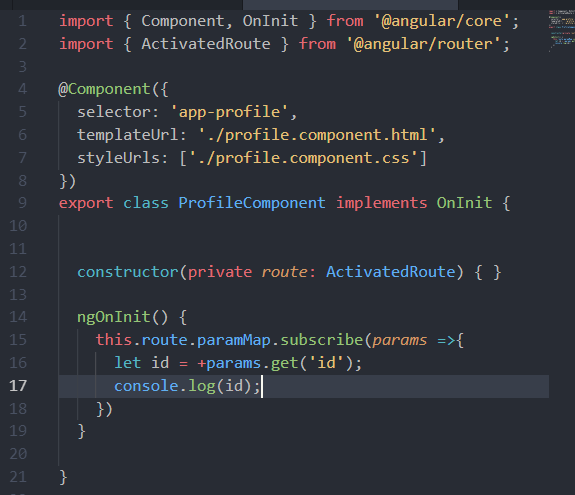 1 import { Component, OnInit } from '@angular/core';
2 import { ActivatedRoute } from '@angular/router';
3
4 @Component({
5   selector: 'app-profile',
6   templateUrl: './profile.component.html',
7   styleUrls: ['./profile.component.css']
8 })
9 export class ProfileComponent implements OnInit {
10
11
12   constructor(private route: ActivatedRoute) { }
13
14   ngOnInit() {
15     this.route.paramMap.subscribe(params =>{
16       let id = +params.get('id');
17       console.log(id);
18     })
19   }
20
21 }